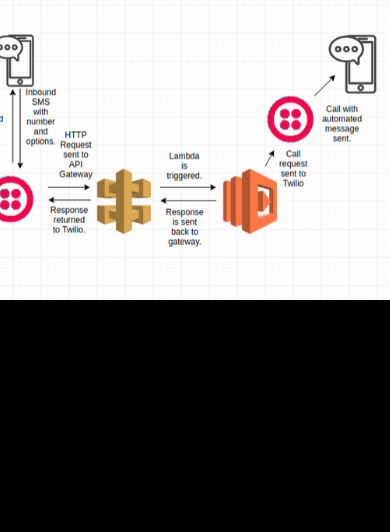 Inbound
SMS
with
number
and
options.
HTTP
Request
sent to
API
Gateway
Response
returned
to Twilio.
Lambda
is
triggered.
Response
is sent
back to
gateway.
Call
request
sent to
Twilio
Call with
automated
message
sent.